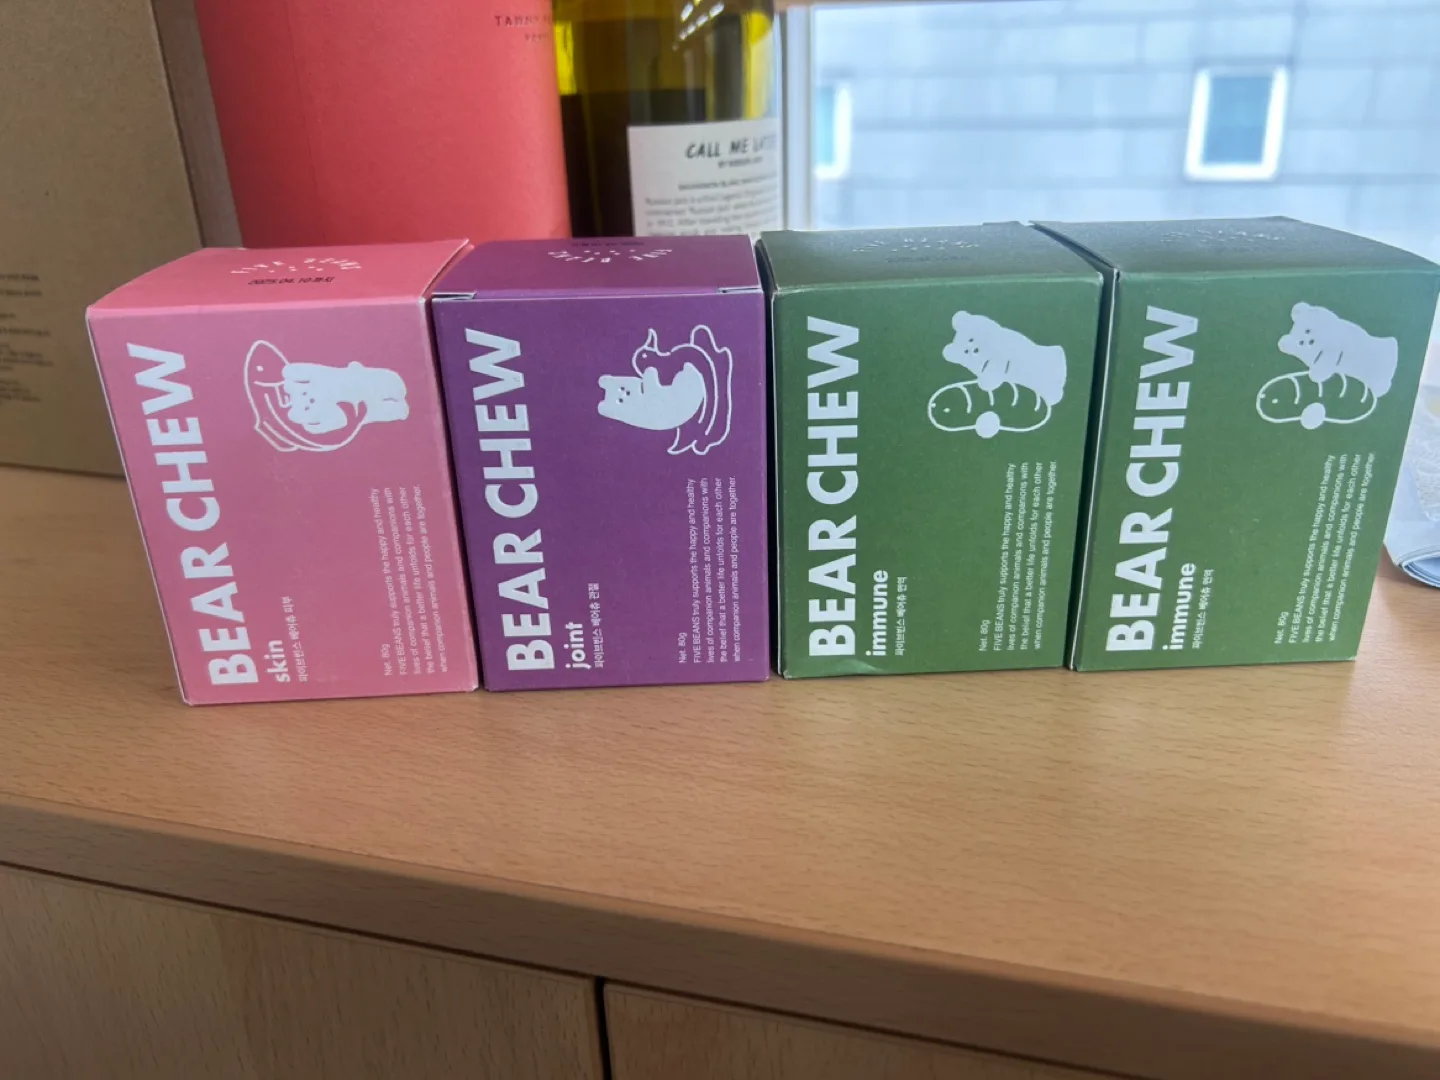 CALL ME
FIVE BEANS
2025.04.10까지
BEAR CHEW
skin
파이브빈스 베어츄 피부
Net. 80g
FIVE BEANS truly supports the happy and healthy
lives of companion animals and companions with
the belief that a better life unfolds for each other
when companion animals and people are together.
BEAR CHEW
joint
파이브빈스 베어츄 관절
Net. 80g
FIVE BEANS truly supports the happy and healthy
lives of companion animals and companions with
the belief that a better life unfolds for each other
when companion animals and people are together.
BEAR CHEW
immune
파이브빈스 베어츄 면역
Net. 80g
FIVE BEANS truly supports the happy and healthy
lives of companion animals and companions with
the belief that a better life unfolds for each other
when companion animals and people are together.
BEAR CHEW
immune
파이브빈스 베어츄 면역
Net. 80g
FIVE BEANS truly supports the happy and healthy
lives of companion animals and companions with
the belief that a better life unfolds for each other
when companion animals and people are together.